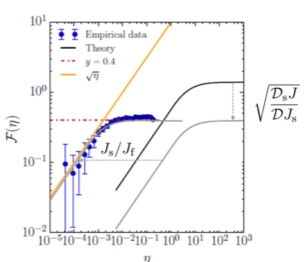 10^1
Empirical data
Theory
y = 0.4
√η
10^0
F(η)
10^{-1}
J_s/J_f
10^{-2}
10^{-5}10^{-4}10^{-3}10^{-2}10^{-1} 10^0 10^1 10^2 10^3
η
√(D_s J / D J_s)